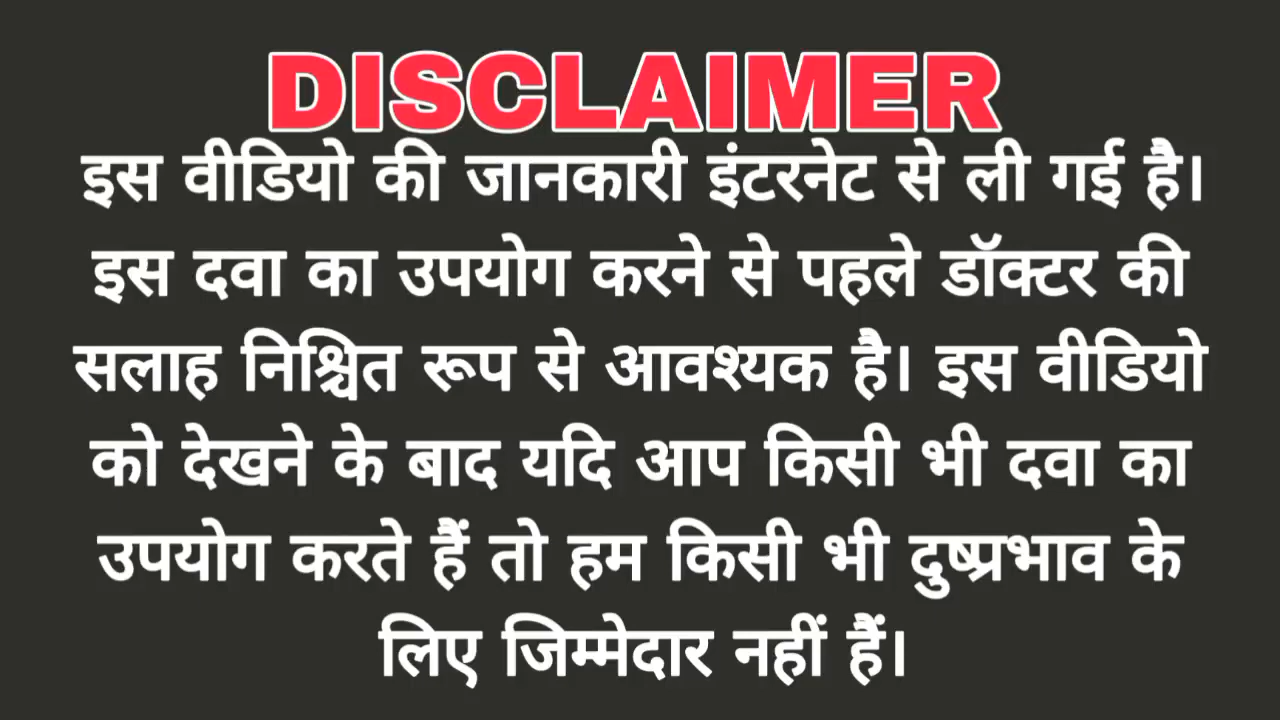 DISCLAIMER
इस वीडियो की जानकारी इंटरनेट से ली गई है।
इस दवा का उपयोग करने से पहले डॉक्टर की
सलाह निश्चित रूप से आवश्यक है। इस वीडियो
को देखने के बाद यदि आप किसी भी दवा का
उपयोग करते हैं तो हम किसी भी दुष्प्रभाव के
लिए जिम्मेदार नहीं हैं।